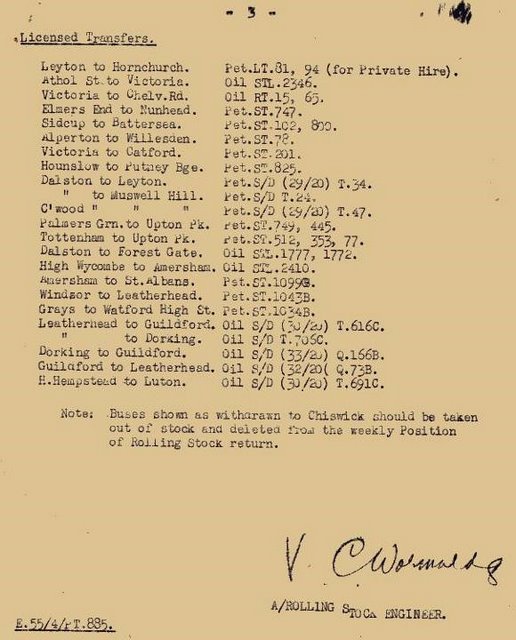 - 3 -
Licensed Transfers.
Leyton to Hornchurch. Pet.LT.81, 94 (for Private Hire).
Athol St.to Victoria. Oil STL.2346.
Victoria to Chelv.Rd. Oil RT.15, 65.
Elmers End to Nunhead. Pet.ST.747.
Sidcup to Battersea. Pet.ST.102, 800.
Alperton to Willesden. Pet.ST.78.
Victoria to Catford. Pet.ST.201.
Hounslow to Putney Bge. Pet.ST.825.
Dalston to Leyton. Pet.S/D (29/20) T.34.
" to Muswell Hill. Pet.S/D T.24.
C'wood " " " Pet.S/D (29/20) T.47.
Palmers Grn.to Upton Pk. Pet.ST.749, 445.
Tottenham to Upton Pk. Pet.ST.512, 353, 77.
Dalston to Forest Gate. Oil STL.1777, 1772.
High Wycombe to Amersham. Oil STL.2410.
Amersham to St.Albans. Pet.ST.1099B.
Windsor to Leatherhead. Pet.ST.1043B.
Grays to Watford High St. Pet.ST.1034B.
Leatherhead to Guildford. Oil S/D (30/20) T.616C.
" to Dorking. Oil S/D T.706C.
Dorking to Guildford. Oil S/D (33/20) Q.166B.
Guildford to Leatherhead. Oil S/D (32/20( Q.73B.
H.Hempstead to Luton. Oil S/D (30/20) T.691C.
Note: Buses shown as withdrawn to Chiswick should be taken
out of stock and deleted from the weekly Position
of Rolling Stock return.
V. C Wormald
A/ROLLING STOCK ENGINEER.
E.55/4/PT.885.